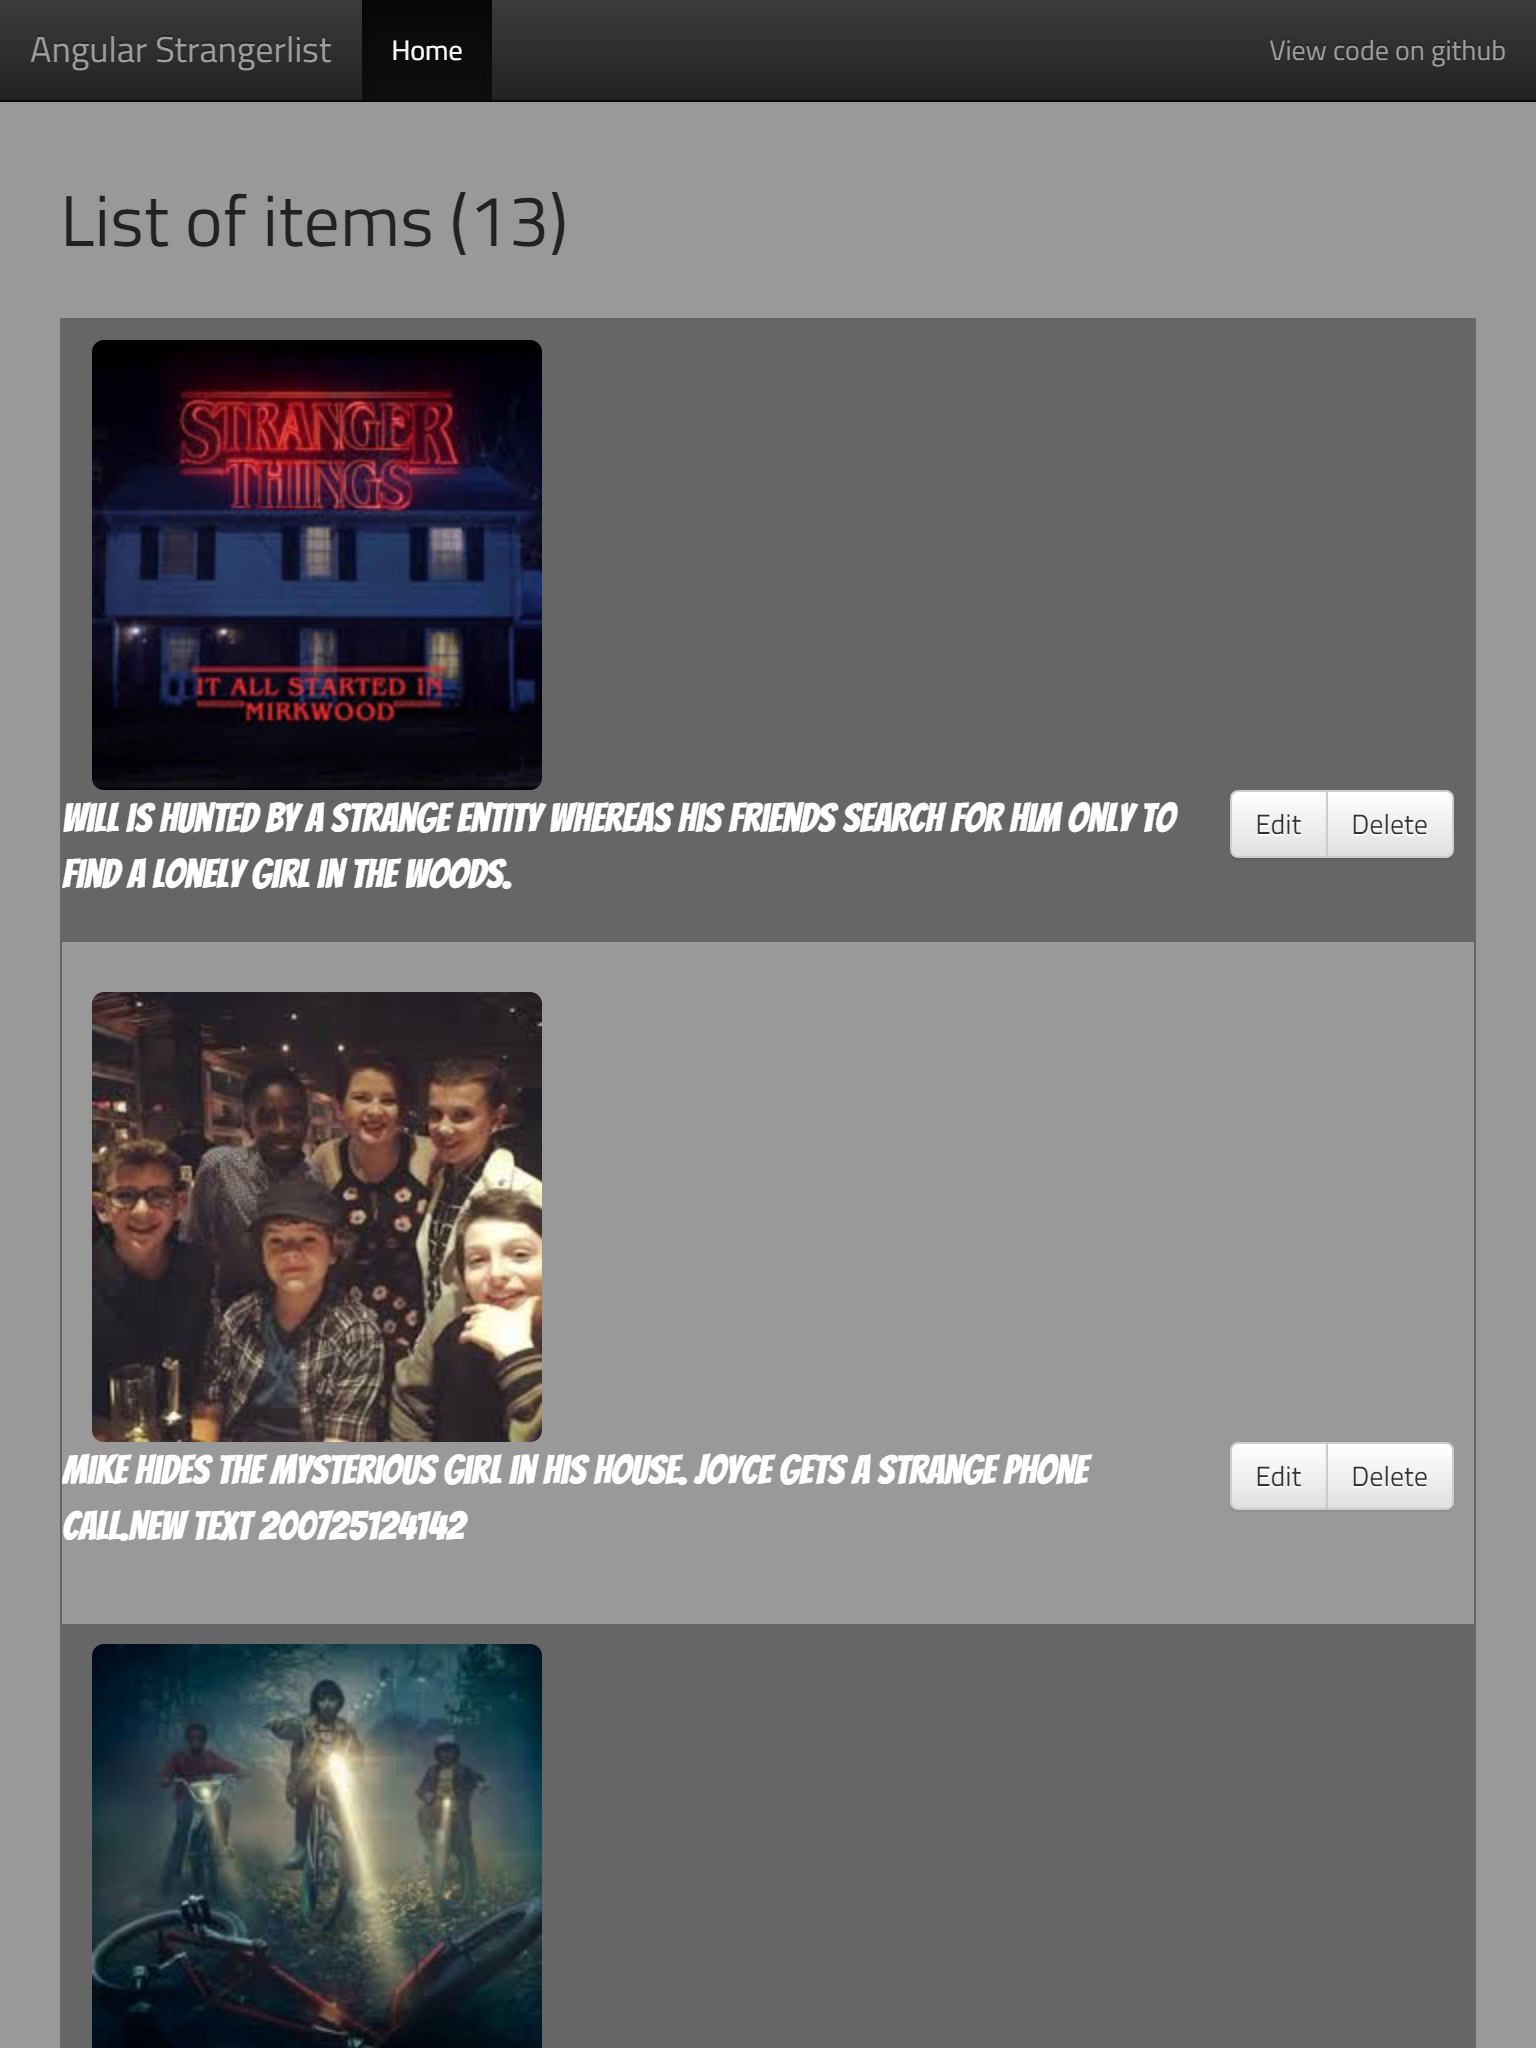 Angular Strangerlist Home View code on github
List of items (13)
STRANGER
THINGS
IT ALL STARTED IN
MIRKWOOD
WILL IS HUNTED BY A STRANGE ENTITY WHEREAS HIS FRIENDS SEARCH FOR HIM ONLY TO
FIND A LONELY GIRL IN THE WOODS.
Edit Delete
MIKE HIDES THE MYSTERIOUS GIRL IN HIS HOUSE. JOYCE GETS A STRANGE PHONE
CALL.NEW TEXT 200725124142
Edit Delete